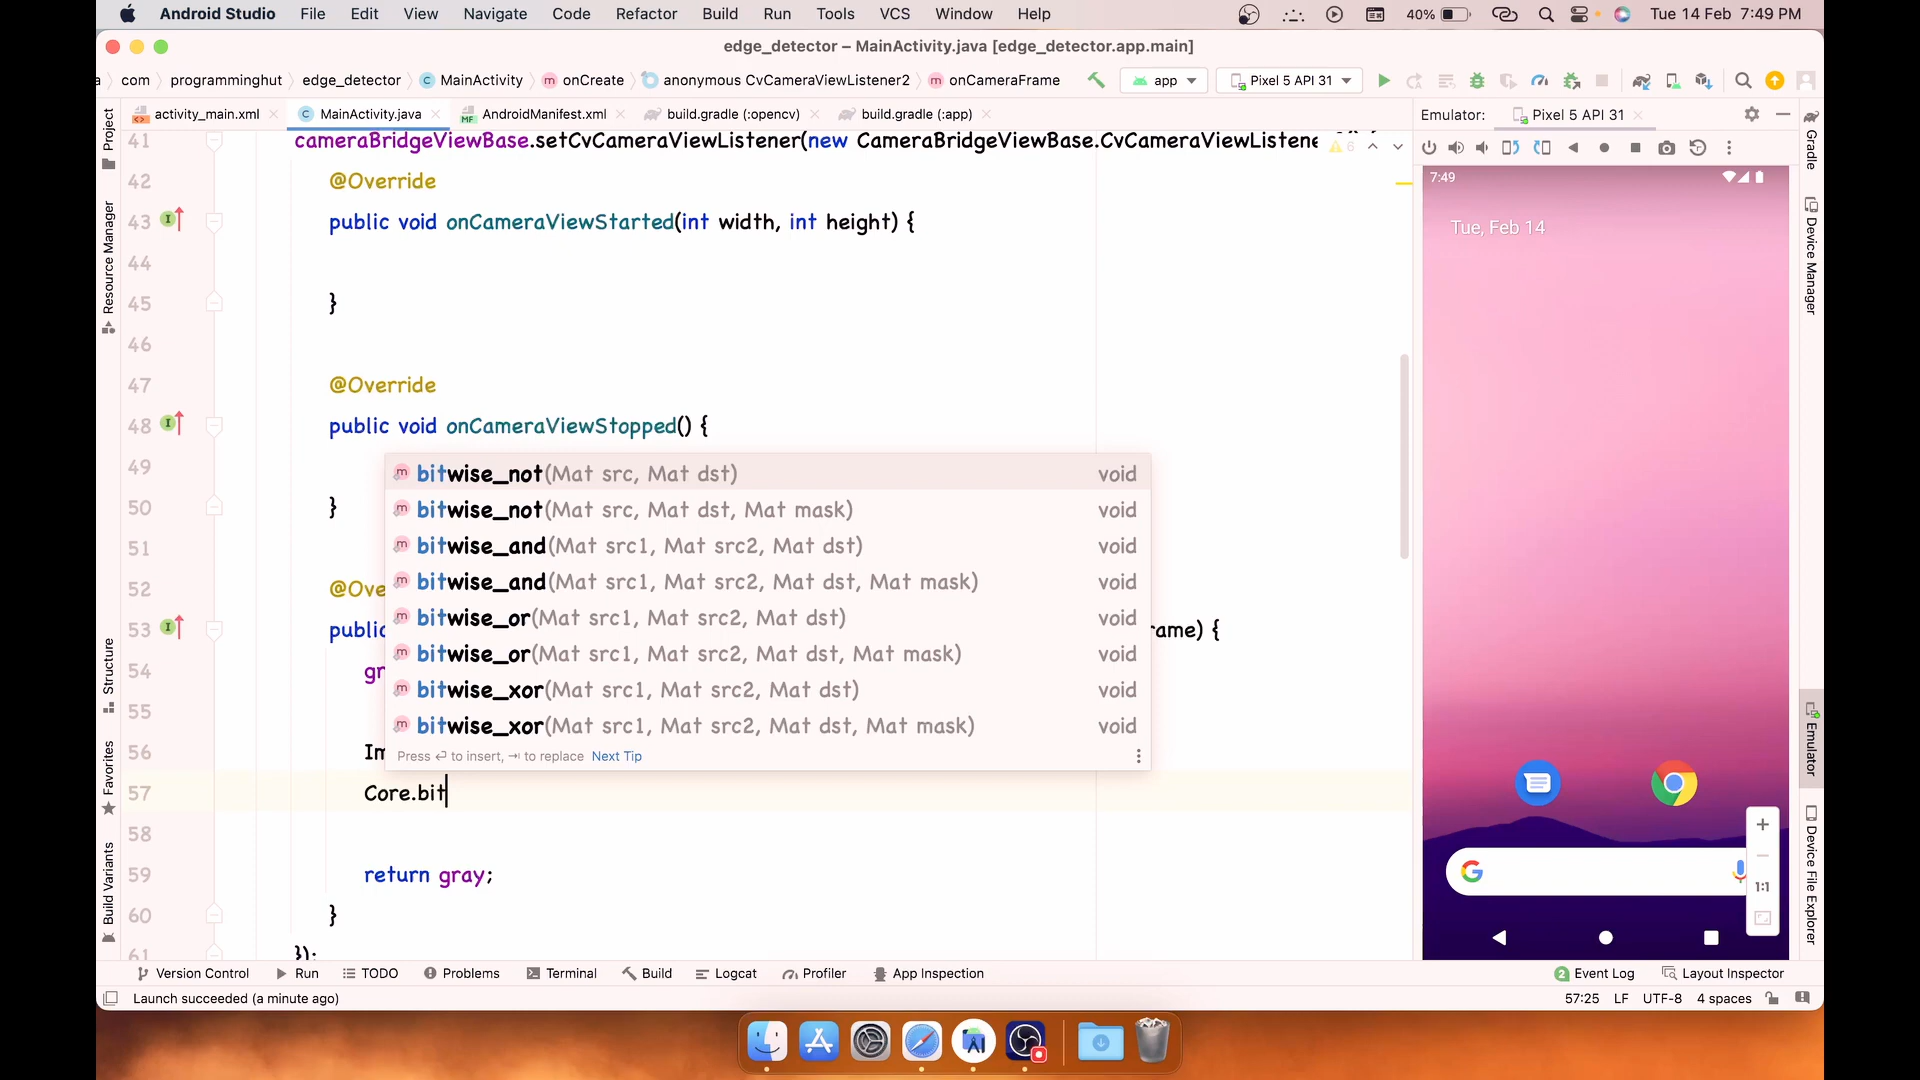 Android Studio File Edit View Navigate Code Refactor Build Run Tools VCS Window Help 40% Tue 14 Feb 7:49 PM
edge_detector – MainActivity.java [edge_detector.app.main]
a com programminghut edge_detector MainActivity onCreate anonymous CvCameraViewListener2 onCameraFrame app Pixel 5 API 31
activity_main.xml MainActivity.java AndroidManifest.xml build.gradle (:opencv) build.gradle (:app) Emulator: Pixel 5 API 31
41 cameraBridgeViewBase.setCvCameraViewListener(new CameraBridgeViewBase.CvCameraViewListene 6
42 @Override
43 public void onCameraViewStarted(int width, int height) {
44
45 }
46
47 @Override
48 public void onCameraViewStopped() {
49
50 }
51
52 @Ove
53 public rame) {
54 gr
55
56 Im
57 Core.bit
58
59 return gray;
60 }
61 });
bitwise_not(Mat src, Mat dst) void
bitwise_not(Mat src, Mat dst, Mat mask) void
bitwise_and(Mat src1, Mat src2, Mat dst) void
bitwise_and(Mat src1, Mat src2, Mat dst, Mat mask) void
bitwise_or(Mat src1, Mat src2, Mat dst) void
bitwise_or(Mat src1, Mat src2, Mat dst, Mat mask) void
bitwise_xor(Mat src1, Mat src2, Mat dst) void
bitwise_xor(Mat src1, Mat src2, Mat dst, Mat mask) void
Press ↵ to insert, → to replace Next Tip
Project
Resource Manager
Structure
Favorites
Build Variants
7:49
Tue, Feb 14
1:1
Gradle
Device Manager
Emulator
Device File Explorer
Version Control Run TODO Problems Terminal Build Logcat Profiler App Inspection 2 Event Log Layout Inspector
Launch succeeded (a minute ago) 57:25 LF UTF-8 4 spaces